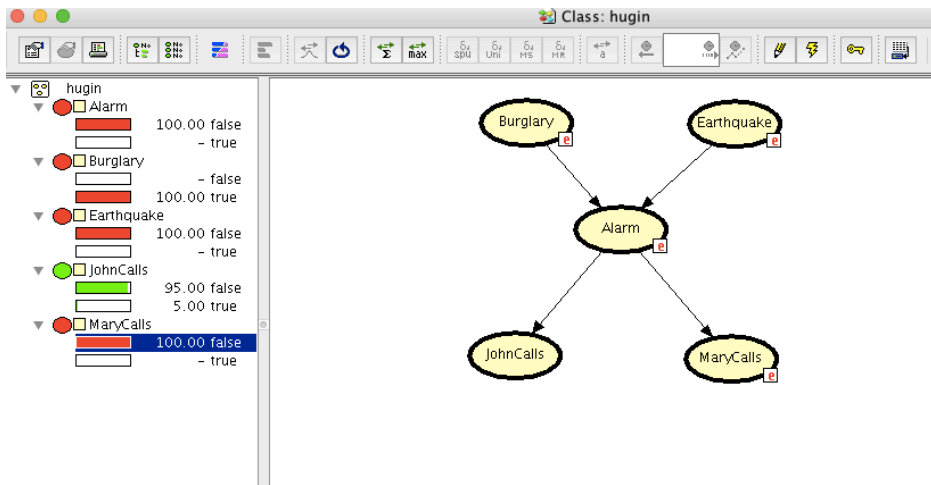 Class: hugin
Σ max
hugin
Alarm
100.00 false
- true
Burglary
- false
100.00 true
Earthquake
100.00 false
- true
JohnCalls
95.00 false
5.00 true
MaryCalls
100.00 false
- true
Burglary
e
Earthquake
e
Alarm
e
JohnCalls
MaryCalls
e